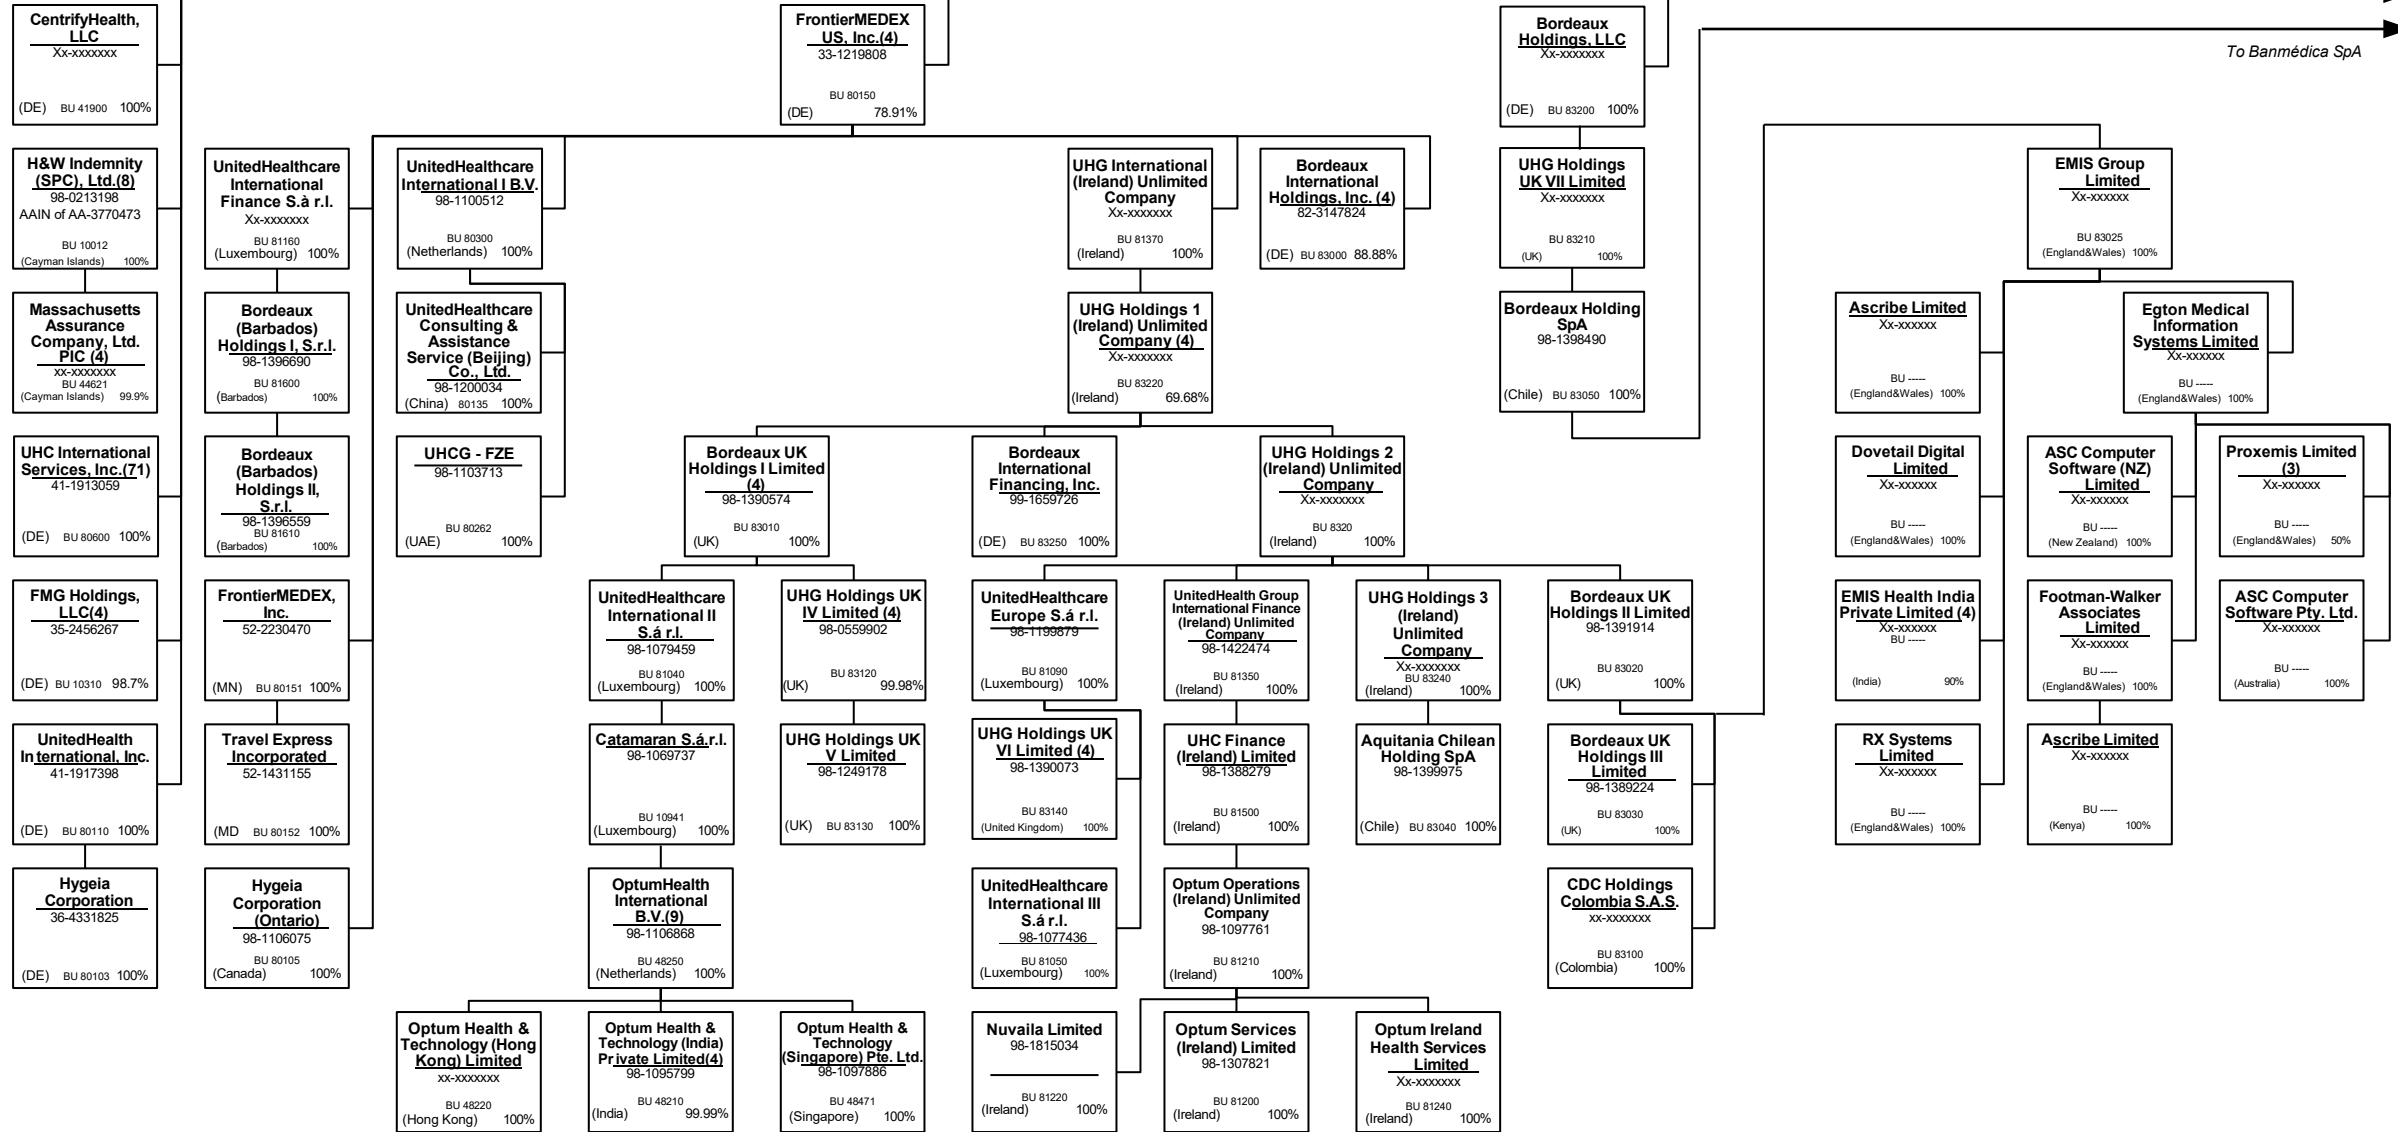 CentrifyHealth,
LLC
Xx-xxxxxxx
(DE) BU 41900 100%
FrontierMEDEX
US, Inc.(4)
33-1219808
BU 80150
(DE) 78.91%
Bordeaux
Holdings, LLC
Xx-xxxxxxx
(DE) BU 83200 100%
To Banmédica SpA
H&W Indemnity
(SPC), Ltd.(8)
98-0213198
AAIN of AA-3770473
BU 10012
(Cayman Islands) 100%
UnitedHealthcare
International
Finance S.à r.l.
Xx-xxxxxxx
BU 81160
(Luxembourg) 100%
UnitedHealthcare
International I B.V.
98-1100512
BU 80300
(Netherlands) 100%
UHG International
(Ireland) Unlimited
Company
Xx-xxxxxxx
BU 81370
(Ireland) 100%
Bordeaux
International
Holdings, Inc. (4)
82-3147824
(DE) BU 83000 88.88%
UHG Holdings
UK VII Limited
Xx-xxxxxxx
BU 83210
(UK) 100%
EMIS Group
Limited
Xx-xxxxxx
BU 83025
(England&Wales) 100%
Massachusetts
Assurance
Company, Ltd.
PIC (4)
xx-xxxxxxx
BU 44621
(Cayman Islands) 99.9%
Bordeaux
(Barbados)
Holdings I, S.r.l.
98-1396690
BU 81600
(Barbados) 100%
UnitedHealthcare
Consulting &
Assistance
Service (Beijing)
Co., Ltd.
98-1200034
(China) 80135 100%
UHG Holdings 1
(Ireland) Unlimited
Company (4)
Xx-xxxxxxx
BU 83220
(Ireland) 69.68%
Bordeaux Holding
SpA
98-1398490
(Chile) BU 83050 100%
Ascribe Limited
Xx-xxxxxx
BU -----
(England&Wales) 100%
Egton Medical
Information
Systems Limited
Xx-xxxxxx
BU -----
(England&Wales) 100%
UHC International
Services, Inc.(71)
41-1913059
(DE) BU 80600 100%
Bordeaux
(Barbados)
Holdings II,
S.r.l.
98-1396559
BU 81610
(Barbados) 100%
UHCG - FZE
98-1103713
BU 80262
(UAE) 100%
Bordeaux UK
Holdings I Limited
(4)
98-1390574
BU 83010
(UK) 100%
Bordeaux
International
Financing, Inc.
99-1659726
(DE) BU 83250 100%
UHG Holdings 2
(Ireland) Unlimited
Company
Xx-xxxxxxx
BU 8320
(Ireland) 100%
Dovetail Digital
Limited
Xx-xxxxxx
BU -----
(England&Wales) 100%
ASC Computer
Software (NZ)
Limited
Xx-xxxxxx
BU -----
(New Zealand) 100%
Proxemis Limited
(3)
Xx-xxxxxx
BU -----
(England&Wales) 50%
FMG Holdings,
LLC(4)
35-2456267
(DE) BU 10310 98.7%
FrontierMEDEX,
Inc.
52-2230470
(MN) BU 80151 100%
UnitedHealthcare
International II
S.á r.l.
98-1079459
BU 81040
(Luxembourg) 100%
UHG Holdings UK
IV Limited (4)
98-0559902
BU 83120
(UK) 99.98%
UnitedHealthcare
Europe S.á r.l.
98-1199879
BU 81090
(Luxembourg) 100%
UnitedHealth Group
International Finance
(Ireland) Unlimited
Company
98-1422474
BU 81350
(Ireland) 100%
UHG Holdings 3
(Ireland)
Unlimited
Company
Xx-xxxxxxx
BU 83240
(Ireland) 100%
Bordeaux UK
Holdings II Limited
98-1391914
BU 83020
(UK) 100%
EMIS Health India
Private Limited (4)
Xx-xxxxxx
BU -----
(India) 90%
Footman-Walker
Associates
Limited
Xx-xxxxxx
BU -----
(England&Wales) 100%
ASC Computer
Software Pty. Ltd.
Xx-xxxxxx
BU -----
(Australia) 100%
UnitedHealth
International, Inc.
41-1917398
(DE) BU 80110 100%
Travel Express
Incorporated
52-1431155
(MD BU 80152 100%
Catamaran S.á.r.l.
98-1069737
BU 10941
(Luxembourg) 100%
UHG Holdings UK
V Limited
98-1249178
(UK) BU 83130 100%
UHG Holdings UK
VI Limited (4)
98-1390073
BU 83140
(United Kingdom) 100%
UHC Finance
(Ireland) Limited
98-1388279
BU 81500
(Ireland) 100%
Aquitania Chilean
Holding SpA
98-1399975
(Chile) BU 83040 100%
Bordeaux UK
Holdings III
Limited
98-1389224
BU 83030
(UK) 100%
RX Systems
Limited
Xx-xxxxxx
BU -----
(England&Wales) 100%
Ascribe Limited
Xx-xxxxxx
BU -----
(Kenya) 100%
Hygeia
Corporation
36-4331825
(DE) BU 80103 100%
Hygeia
Corporation
(Ontario)
98-1106075
BU 80105
(Canada) 100%
OptumHealth
International
B.V.(9)
98-1106868
BU 48250
(Netherlands) 100%
UnitedHealthcare
International III
S.á r.l.
98-1077436
BU 81050
(Luxembourg) 100%
Optum Operations
(Ireland) Unlimited
Company
98-1097761
BU 81210
(Ireland) 100%
CDC Holdings
Colombia S.A.S.
xx-xxxxxxx
BU 83100
(Colombia) 100%
Optum Health &
Technology (Hong
Kong) Limited
xx-xxxxxxx
BU 48220
(Hong Kong) 100%
Optum Health &
Technology (India)
Private Limited(4)
98-1095799
BU 48210
(India) 99.99%
Optum Health &
Technology
(Singapore) Pte. Ltd.
98-1097886
BU 48471
(Singapore) 100%
Nuvaila Limited
98-1815034
BU 81220
(Ireland) 100%
Optum Services
(Ireland) Limited
98-1307821
BU 81200
(Ireland) 100%
Optum Ireland
Health Services
Limited
Xx-xxxxxxx
BU 81240
(Ireland) 100%